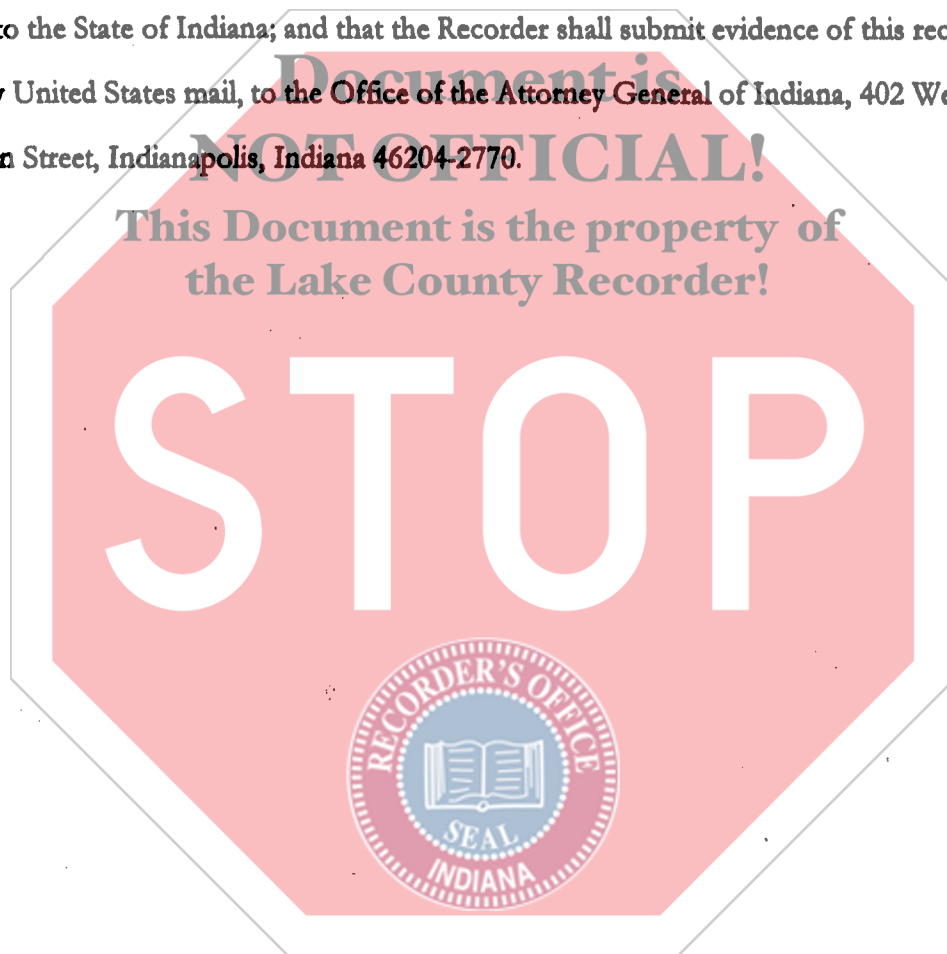 to the State of Indiana; and that the Recorder shall submit evidence of this rec
Document is
United States mail, to the Office of the Attorney General of Indiana, 402 We
NOT OFFICIAL!
Street, Indianapolis, Indiana 46204-2770.
This Document is the property of
the Lake County Recorder!
STOP
RECORDER'S OFFICE
SEAL
INDIANA